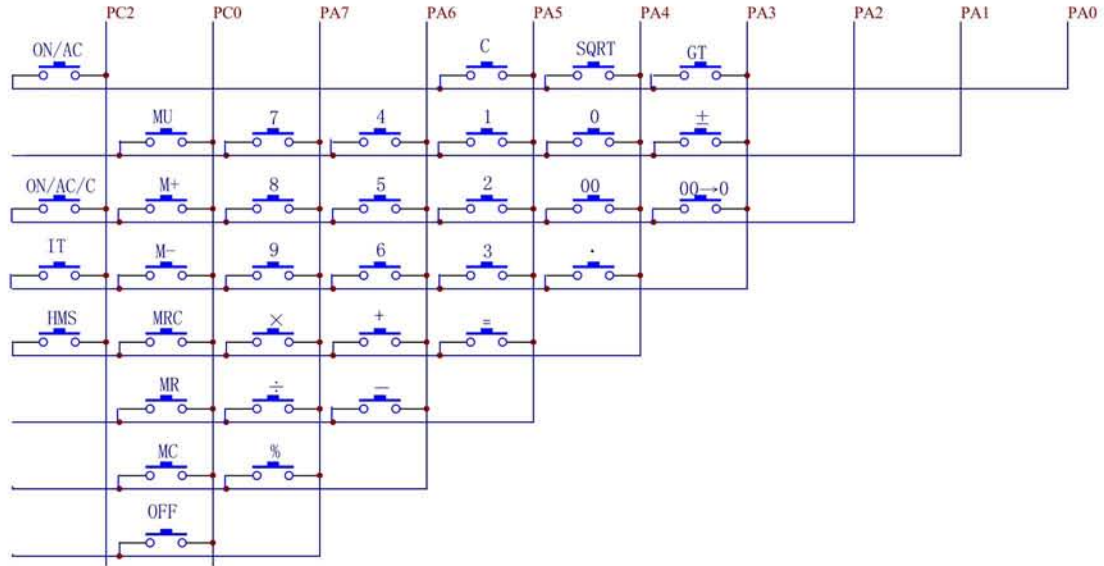 PC2 PC0 PA7 PA6 PA5 PA4 PA3 PA2 PA1 PA0
ON/AC C SQRT GT
MU 7 4 1 0 ±
ON/AC/C M+ 8 5 2 00 00→0
IT M- 9 6 3 .
HMS MRC × + =
MR ÷ —
MC %
OFF